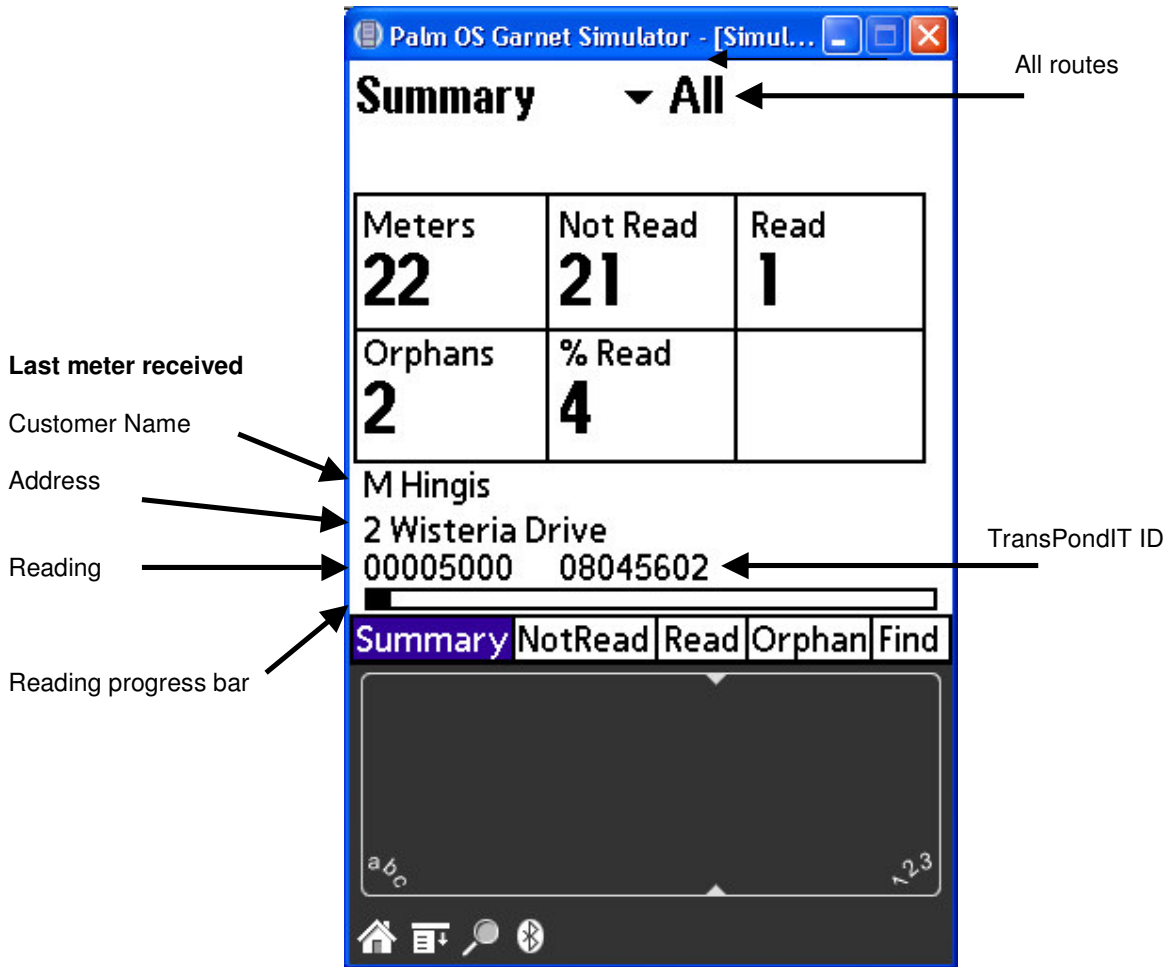 Palm OS Garnet Simulator - [Simul...
All routes
Summary All
Meters Not Read Read
22 21 1
Orphans % Read
2 4
Last meter received
Customer Name
M Hingis
Address
2 Wisteria Drive
TransPondIT ID
Reading
00005000 08045602
Summary NotRead Read Orphan Find
Reading progress bar
abc 123